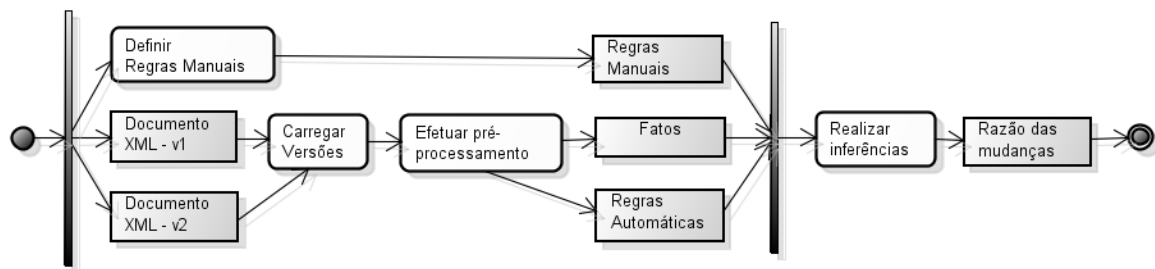 Definir
Regras Manuais
Regras
Manuais
Documento
XML - v1
Carregar
Versões
Efetuar pré-
processamento
Fatos
Realizar
inferências
Razão das
mudanças
Documento
XML - v2
Regras
Automáticas